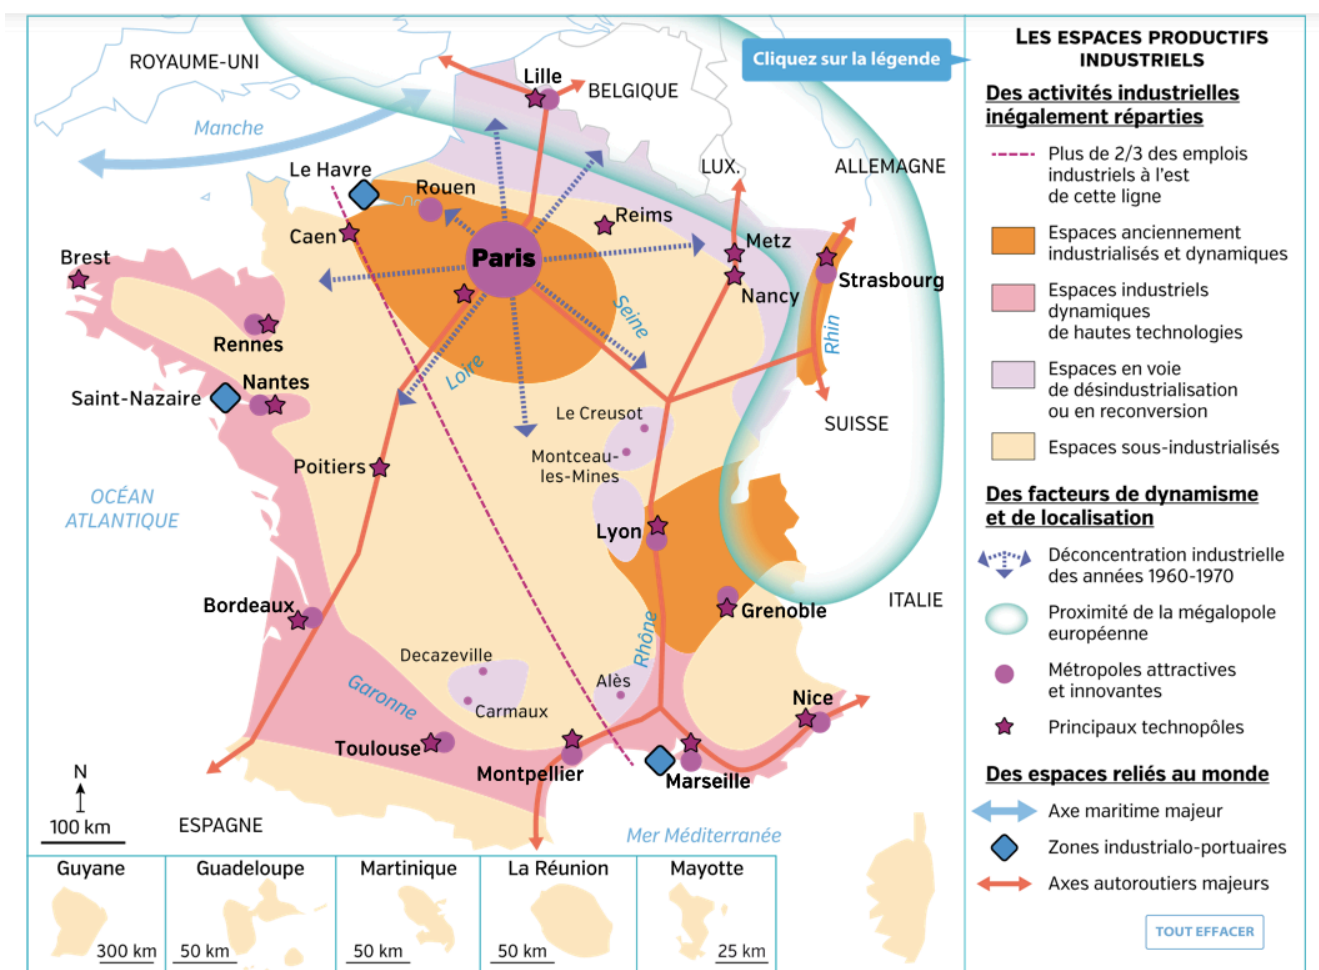 ROYAUME-UNI
Manche
Lille
BELGIQUE
Cliquez sur la légende
LUX.
ALLEMAGNE
Le Havre
Rouen
Reims
Caen
Paris
Metz
Nancy
Strasbourg
Brest
Rennes
Seine
Loire
Rhin
Saint-Nazaire
Nantes
Le Creusot
SUISSE
Montceau-
les-Mines
Poitiers
OCÉAN
ATLANTIQUE
Lyon
Bordeaux
Grenoble
ITALIE
Rhône
Decazeville
Garonne
Carmaux
Alès
Nice
Toulouse
Montpellier
Marseille
N
100 km
ESPAGNE
Mer Méditerranée
Guyane
300 km
Guadeloupe
50 km
Martinique
50 km
La Réunion
50 km
Mayotte
25 km
LES ESPACES PRODUCTIFS
INDUSTRIELS
Des activités industrielles
inégalement réparties
Plus de 2/3 des emplois
industriels à l'est
de cette ligne
Espaces anciennement
industrialisés et dynamiques
Espaces industriels
dynamiques
de hautes technologies
Espaces en voie
de désindustrialisation
ou en reconversion
Espaces sous-industrialisés
Des facteurs de dynamisme
et de localisation
Déconcentration industrielle
des années 1960-1970
Proximité de la mégalopole
européenne
Métropoles attractives
et innovantes
Principaux technopôles
Des espaces reliés au monde
Axe maritime majeur
Zones industrialo-portuaires
Axes autoroutiers majeurs
TOUT EFFACER